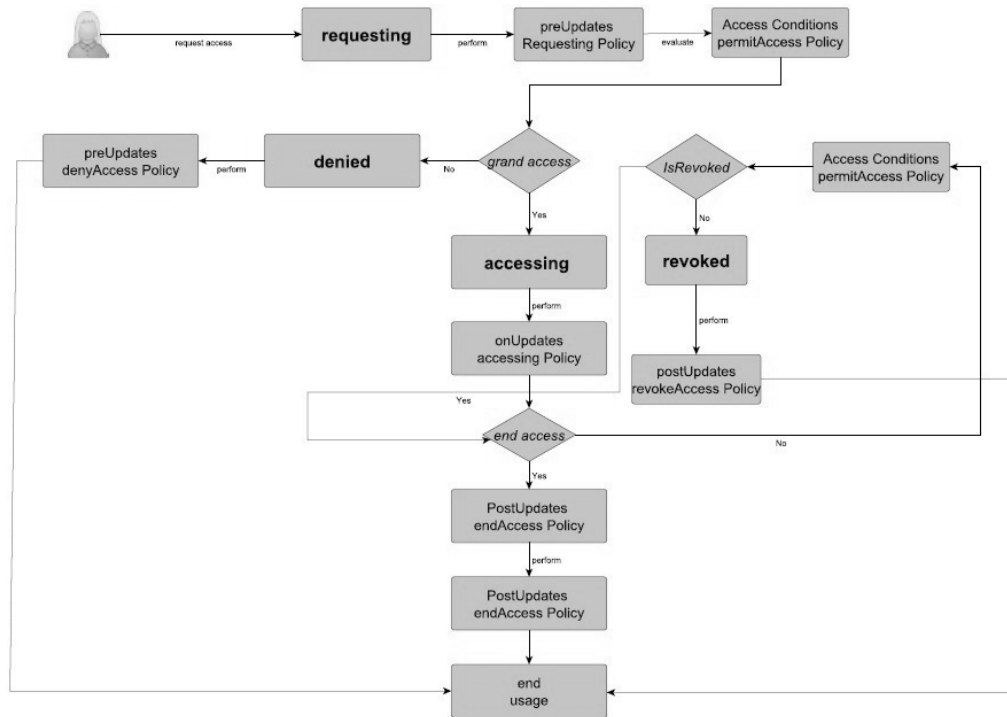 request access
requesting
perform
preUpdates
Requesting Policy
evaluate
Access Conditions
permitAccess Policy
preUpdates
denyAccess Policy
perform
denied
No
grand access
IsRevoked
Access Conditions
permitAccess Policy
Yes
No
accessing
revoked
perform
perform
onUpdates
accessing Policy
postUpdates
revokeAccess Policy
Yes
end access
No
Yes
PostUpdates
endAccess Policy
perform
PostUpdates
endAccess Policy
end
usage